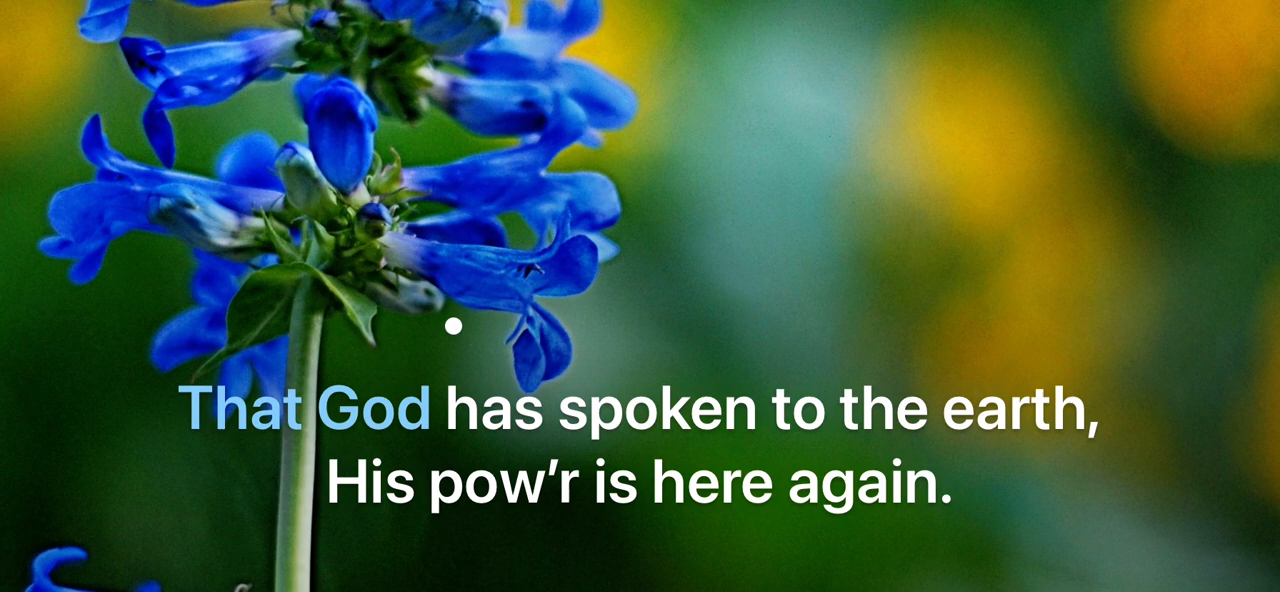 That God has spoken to the earth,
His pow’r is here again.